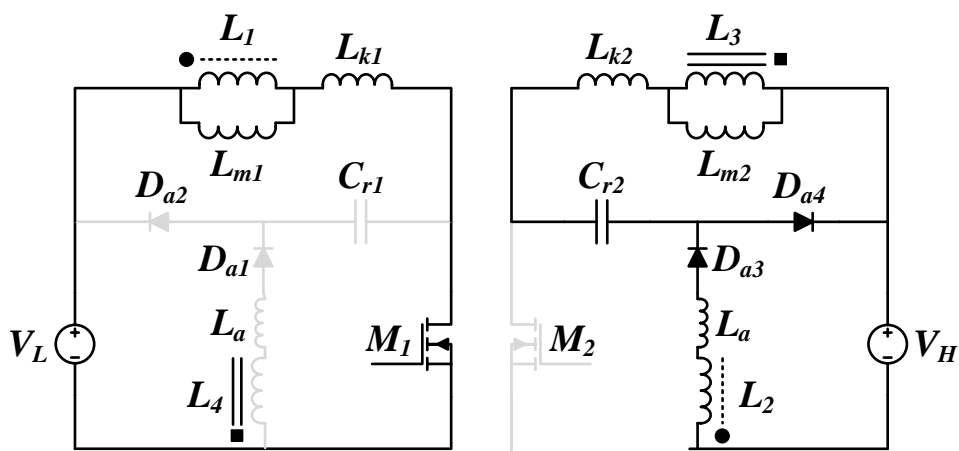 L1
Lk1
Lk2
L3
Lm1
Lm2
Da2
Cr1
Cr2
Da4
Da1
Da3
La
La
VL
M1
M2
VH
L4
L2